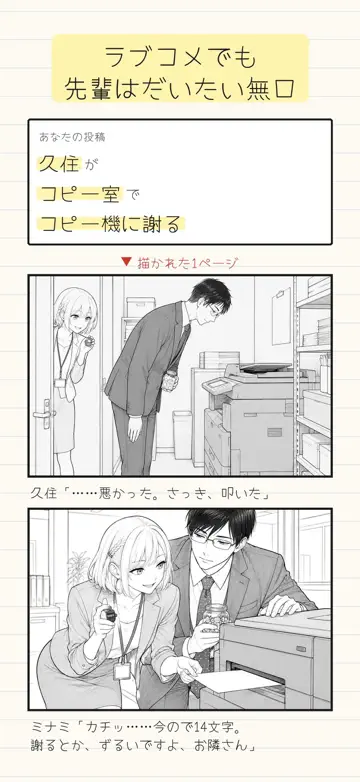 ラブコメでも
先輩はだいたい無口
あなたの投稿
久住 が
コピー室 で
コピー機に謝る
▼ 描かれた1ページ
久住「……悪かった。さっき、叩いた」
ミナミ「カチッ……今ので14文字。
謝るとか、ずるいですよ、お隣さん」